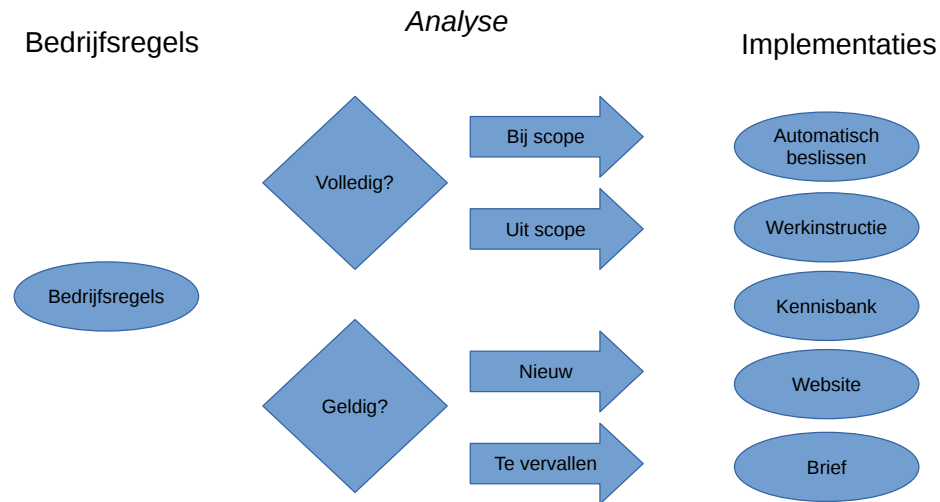 Bedrijfsregels
Analyse
Implementaties
Bedrijfsregels
Volledig?
Geldig?
Bij scope
Uit scope
Nieuw
Te vervallen
Automatisch
beslissen
Werkinstructie
Kennisbank
Website
Brief